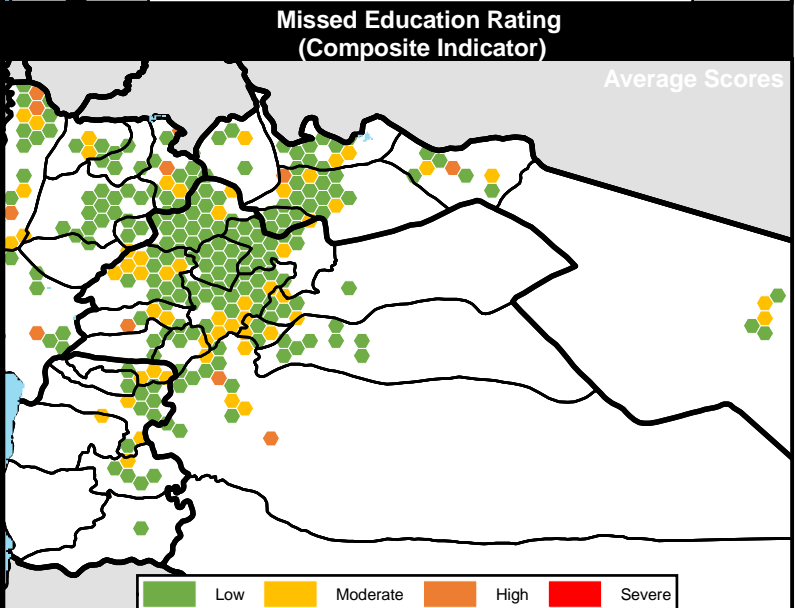 Missed Education Rating
(Composite Indicator)
Average Scores
Low
Moderate
High
Severe